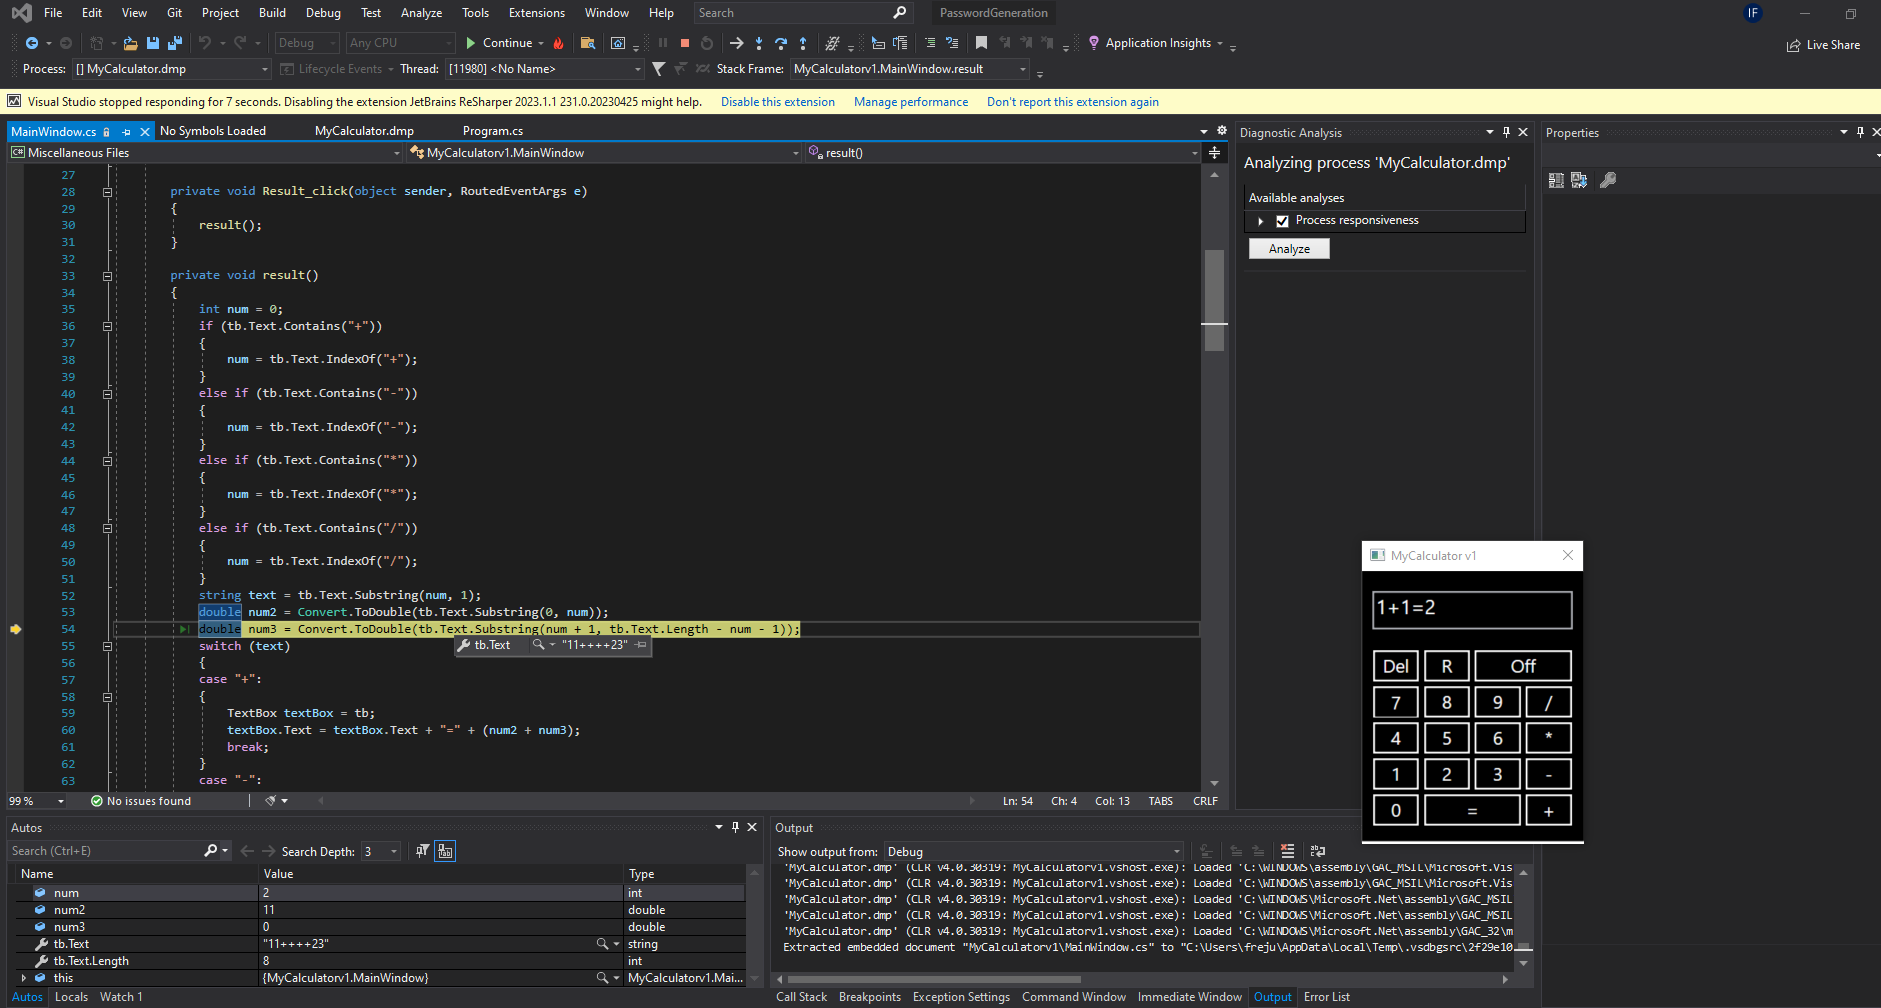 File Edit View Git Project Build Debug Test Analyze Tools Extensions Window Help Search PasswordGeneration IF
Debug Any CPU Continue Application Insights Live Share
Process: [] MyCalculator.dmp Lifecycle Events Thread: [11980] <No Name> Stack Frame: MyCalculatorv1.MainWindow.result
Visual Studio stopped responding for 7 seconds. Disabling the extension JetBrains ReSharper 2023.1.1 231.0.20230425 might help. Disable this extension Manage performance Don't report this extension again
MainWindow.cs No Symbols Loaded MyCalculator.dmp Program.cs
C# Miscellaneous Files MyCalculatorv1.MainWindow result()
27
28 private void Result_click(object sender, RoutedEventArgs e)
29 {
30 result();
31 }
32
33 private void result()
34 {
35 int num = 0;
36 if (tb.Text.Contains("+"))
37 {
38 num = tb.Text.IndexOf("+");
39 }
40 else if (tb.Text.Contains("-"))
41 {
42 num = tb.Text.IndexOf("-");
43 }
44 else if (tb.Text.Contains("*"))
45 {
46 num = tb.Text.IndexOf("*");
47 }
48 else if (tb.Text.Contains("/"))
49 {
50 num = tb.Text.IndexOf("/");
51 }
52 string text = tb.Text.Substring(num, 1);
53 double num2 = Convert.ToDouble(tb.Text.Substring(0, num));
54 double num3 = Convert.ToDouble(tb.Text.Substring(num + 1, tb.Text.Length - num - 1));
tb.Text "11++++23"
55 switch (text)
56 {
57 case "+":
58 {
59 TextBox textBox = tb;
60 textBox.Text = textBox.Text + "=" + (num2 + num3);
61 break;
62 }
63 case "-":
99 % No issues found Ln: 54 Ch: 4 Col: 13 TABS CRLF
Diagnostic Analysis
Analyzing process 'MyCalculator.dmp'
Available analyses
Process responsiveness
Analyze
Properties
MyCalculator v1
1+1=2
Del R Off
7 8 9 /
4 5 6 *
1 2 3 -
0 = +
Autos
Search (Ctrl+E) Search Depth: 3
Name Value Type
num 2 int
num2 11 double
num3 0 double
tb.Text "11++++23" string
tb.Text.Length 8 int
this {MyCalculatorv1.MainWindow} MyCalculatorv1.Mai...
Autos Locals Watch 1
Output
Show output from: Debug
'MyCalculator.dmp' (CLR v4.0.30319: MyCalculatorv1.vshost.exe): Loaded 'C:\WINDOWS\assembly\GAC_MSIL\Microsoft.Vis
'MyCalculator.dmp' (CLR v4.0.30319: MyCalculatorv1.vshost.exe): Loaded 'C:\WINDOWS\assembly\GAC_MSIL\Microsoft.Vis
'MyCalculator.dmp' (CLR v4.0.30319: MyCalculatorv1.vshost.exe): Loaded 'C:\WINDOWS\Microsoft.Net\assembly\GAC_MSIL
'MyCalculator.dmp' (CLR v4.0.30319: MyCalculatorv1.vshost.exe): Loaded 'C:\WINDOWS\Microsoft.Net\assembly\GAC_MSIL
'MyCalculator.dmp' (CLR v4.0.30319: MyCalculatorv1.vshost.exe): Loaded 'C:\WINDOWS\Microsoft.Net\assembly\GAC_32\m
Extracted embedded document "MyCalculatorv1\MainWindow.cs" to "C:\Users\freju\AppData\Local\Temp\.vsdbgsrc\2f29e10
Call Stack Breakpoints Exception Settings Command Window Immediate Window Output Error List